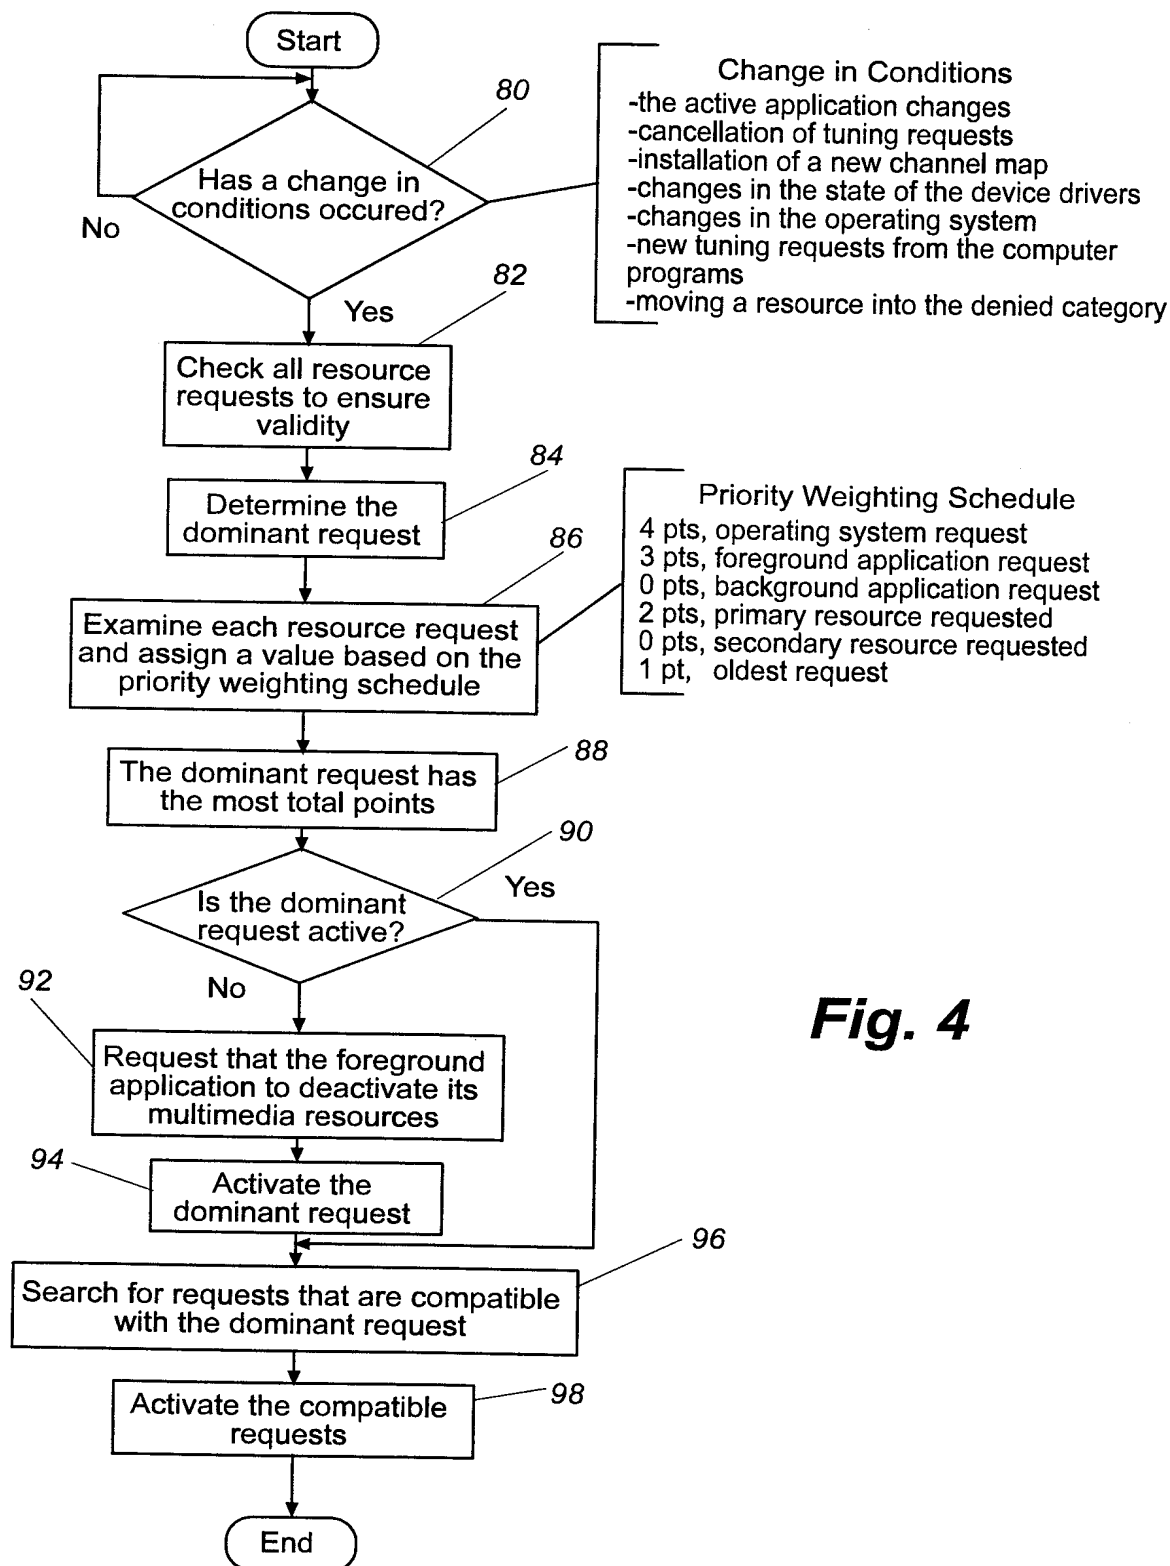 Start
80
Has a change in
conditions occured?
No
Yes
Change in Conditions
-the active application changes
-cancellation of tuning requests
-installation of a new channel map
-changes in the state of the device drivers
-changes in the operating system
-new tuning requests from the computer
programs
-moving a resource into the denied category
82
Check all resource
requests to ensure
validity
84
Determine the
dominant request
86
Examine each resource request
and assign a value based on the
priority weighting schedule
Priority Weighting Schedule
4 pts, operating system request
3 pts, foreground application request
0 pts, background application request
2 pts, primary resource requested
0 pts, secondary resource requested
1 pt, oldest request
88
The dominant request has
the most total points
90
Is the dominant
request active?
Yes
No
92
Request that the foreground
application to deactivate its
multimedia resources
94
Activate the
dominant request
96
Search for requests that are compatible
with the dominant request
98
Activate the compatible
requests
End
Fig. 4